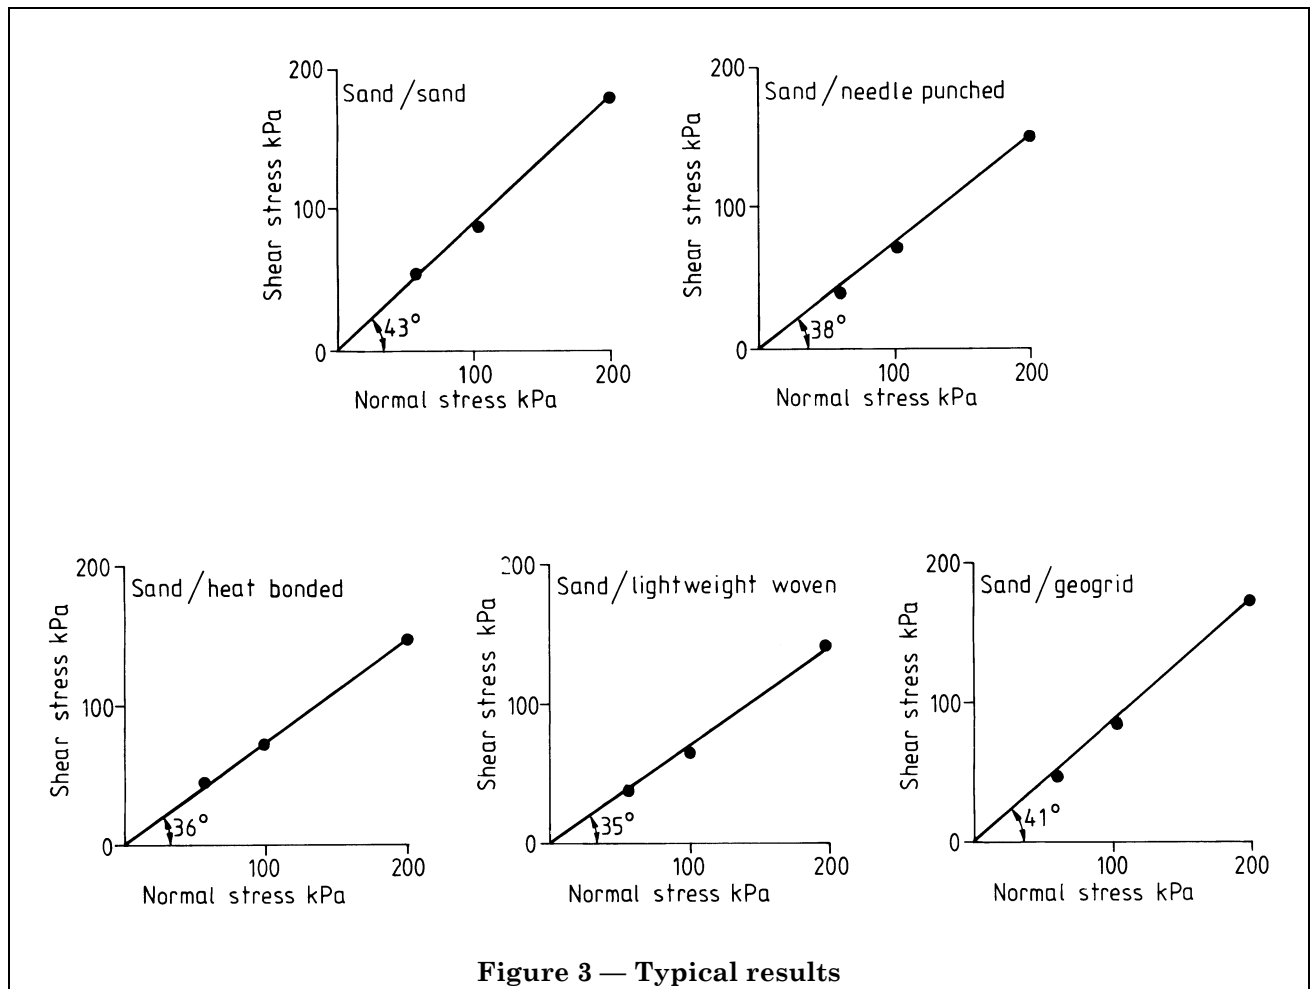 200
Sand/sand
Shear stress kPa
100
43°
0
100
200
Normal stress kPa
200
Sand/needle punched
Shear stress kPa
100
38°
0
100
200
Normal stress kPa
200
Sand/heat bonded
Shear stress kPa
100
36°
0
100
200
Normal stress kPa
200
Sand/lightweight woven
Shear stress kPa
100
35°
0
100
200
Normal stress kPa
200
Sand/geogrid
Shear stress kPa
100
41°
0
100
200
Normal stress kPa
Figure 3 — Typical results